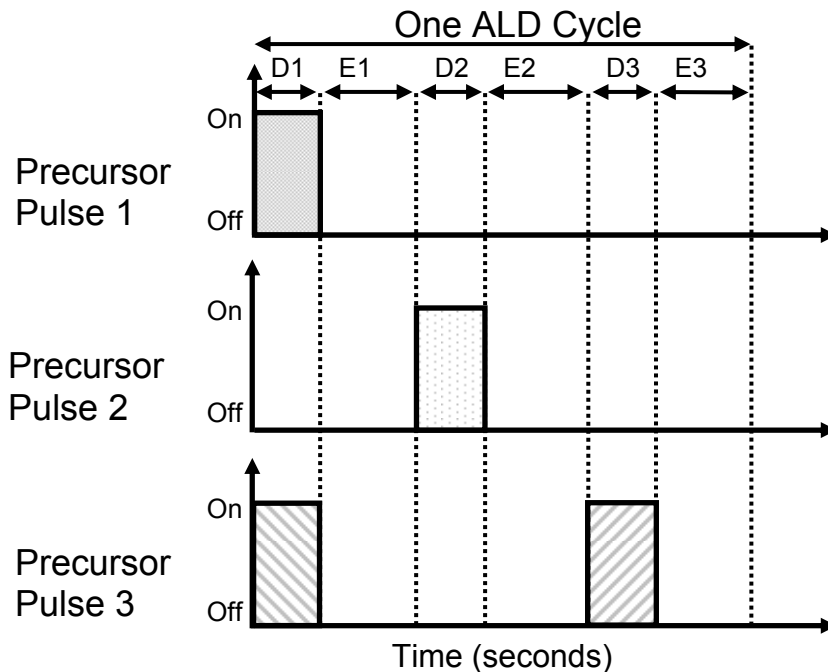 One ALD Cycle
D1 E1 D2 E2 D3 E3
On
Precursor
Pulse 1
Off
On
Precursor
Pulse 2
Off
On
Precursor
Pulse 3
Off
Time (seconds)